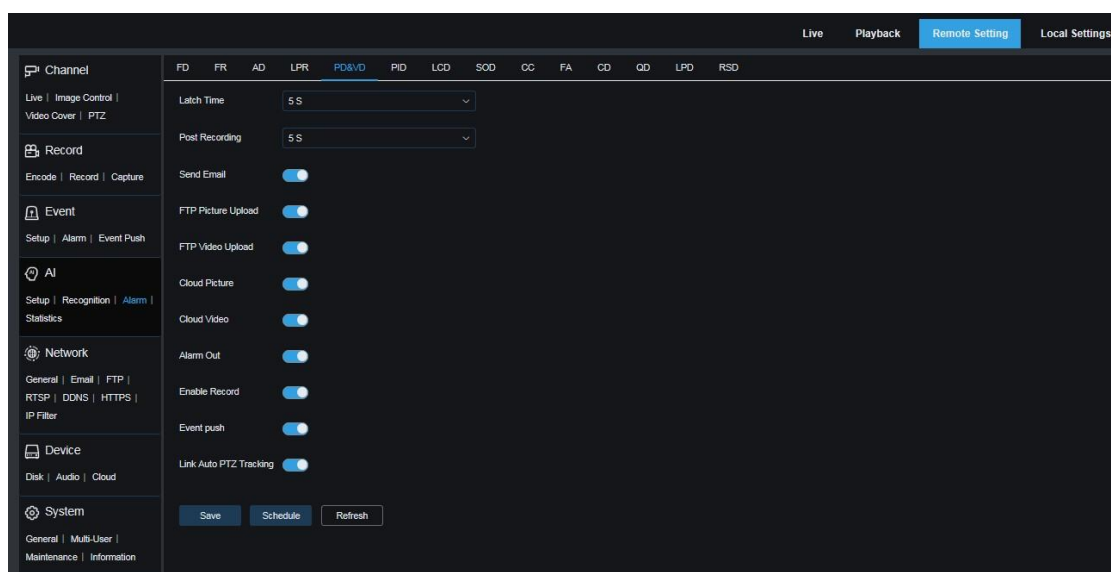 Live Playback Remote Setting Local Settings
Channel
Live | Image Control |
Video Cover | PTZ
Record
Encode | Record | Capture
Event
Setup | Alarm | Event Push
AI
Setup | Recognition | Alarm |
Statistics
Network
General | Email | FTP |
RTSP | DDNS | HTTPS |
IP Filter
Device
Disk | Audio | Cloud
System
General | Multi-User |
Maintenance | Information
FD FR AD LPR PD&VD PID LCD SOD CC FA CD QD LPD RSD
Latch Time 5 S
Post Recording 5 S
Send Email
FTP Picture Upload
FTP Video Upload
Cloud Picture
Cloud Video
Alarm Out
Enable Record
Event push
Link Auto PTZ Tracking
Save Schedule Refresh